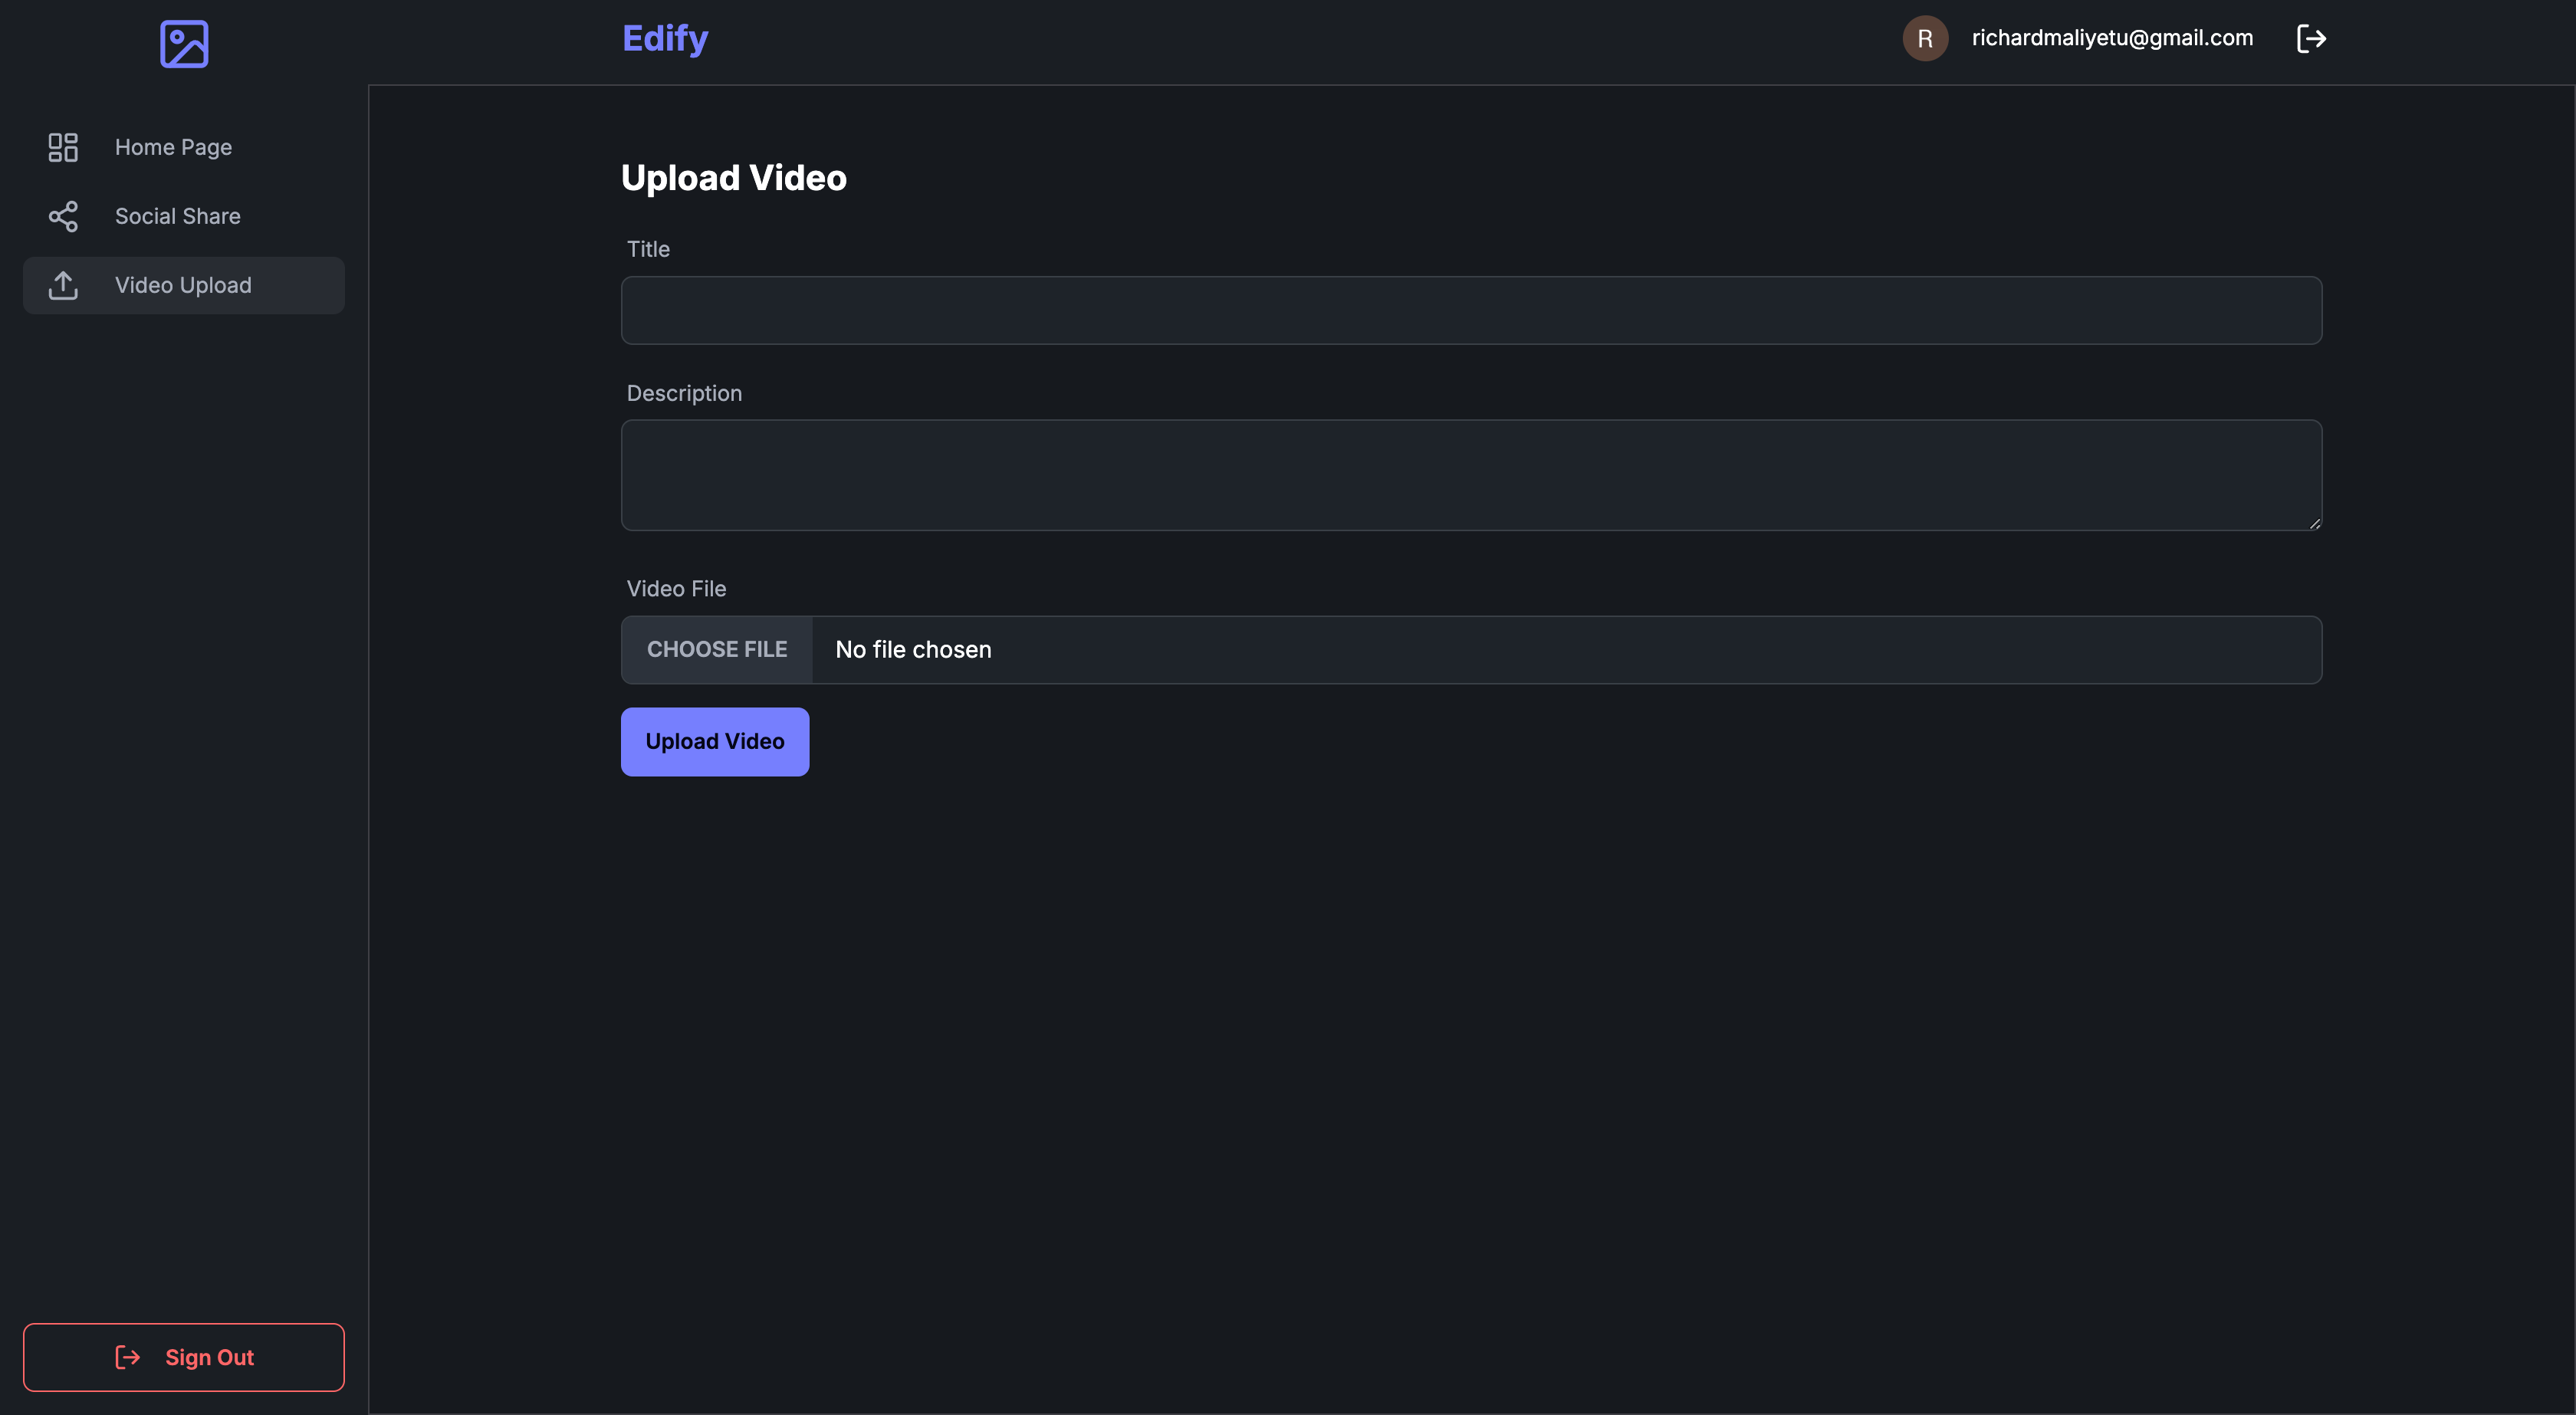 Edify
R
richardmaliyetu@gmail.com
Home Page
Social Share
Video Upload
Upload Video
Title
Description
Video File
CHOOSE FILE
No file chosen
Upload Video
Sign Out